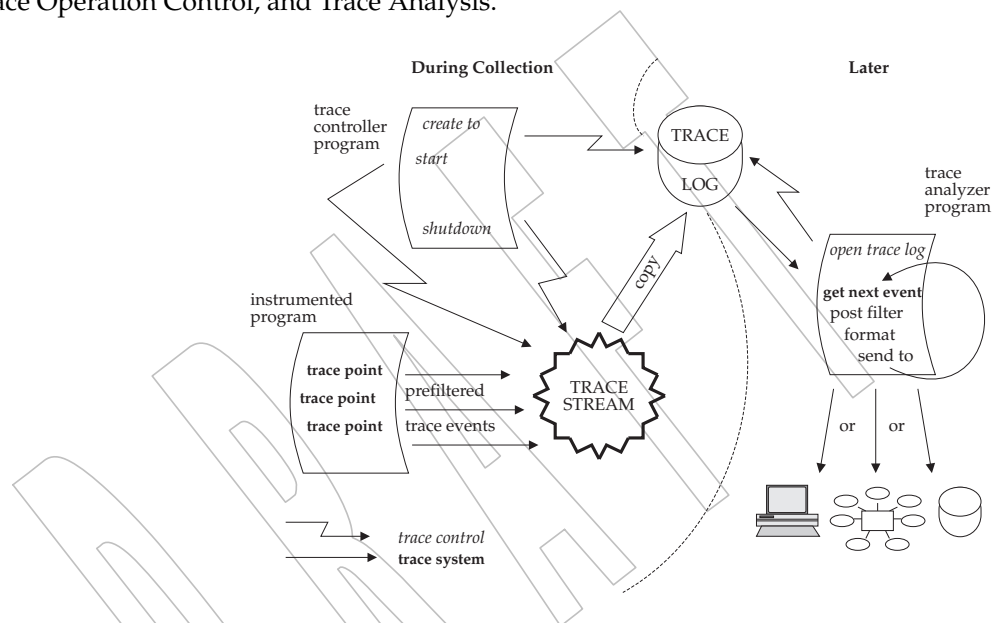 ace Operation Control, and Trace Analysis.
During Collection
Later
trace
controller
program
create to
start
shutdown
TRACE
LOG
trace
analyzer
program
open trace log
get next event
post filter
format
send to
copy
instrumented
program
trace point
trace point
trace point
prefiltered
trace events
TRACE
STREAM
or
or
trace control
trace system
DRAFT